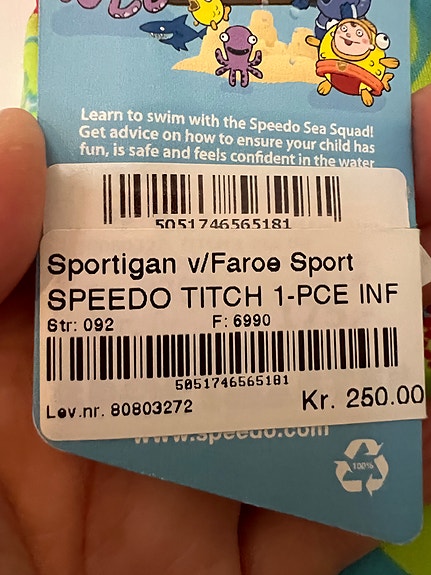 Learn to swim with the Speedo Sea Squad!
Get advice on how to ensure your child has
fun, is safe and feels confident in the water
5051746565181
Sportigan v/Faroe Sport
SPEEDO TITCH 1-PCE INF
Str: 092 F: 6990
5051746565181
Lev.nr. 80803272 Kr. 250.00
www.speedo.com
100%